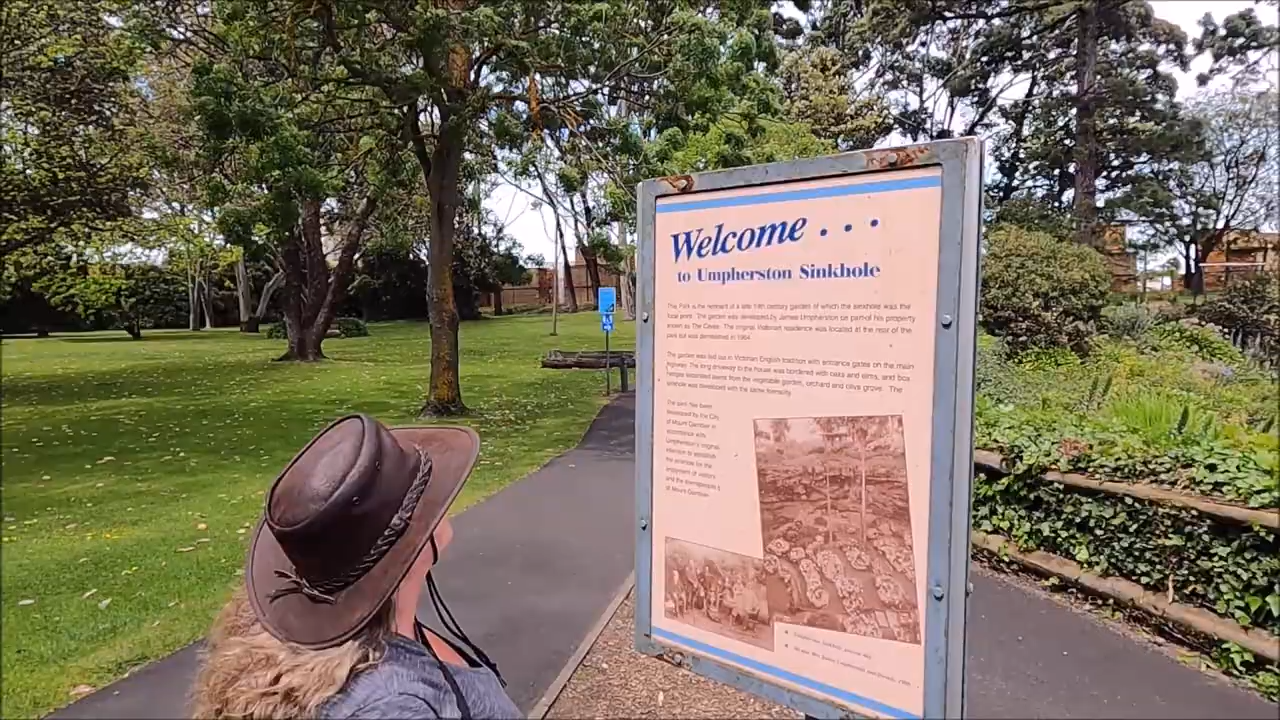 Welcome . . .
to Umpherston Sinkhole
This Park is the remnant of a late 19th century garden of which the sinkhole was the
focal point. The garden was developed by James Umpherston as part of his property
known as The Caves. The original Victorian residence was located at the rear of the
park but was demolished in 1964.
The garden was laid out in Victorian English tradition with entrance gates on the main
highway. The long driveway to the house was bordered with oaks and elms, and box
hedges separated lawns from the vegetable garden, orchard and olive grove. The
sinkhole was developed with the same formality.
The park has been
developed by the City
of Mount Gambier in
accordance with
Umpherston's original
intention to establish
the sinkhole for the
enjoyment of visitors
and the townspeople
of Mount Gambier.
Umpherston Sinkhole,